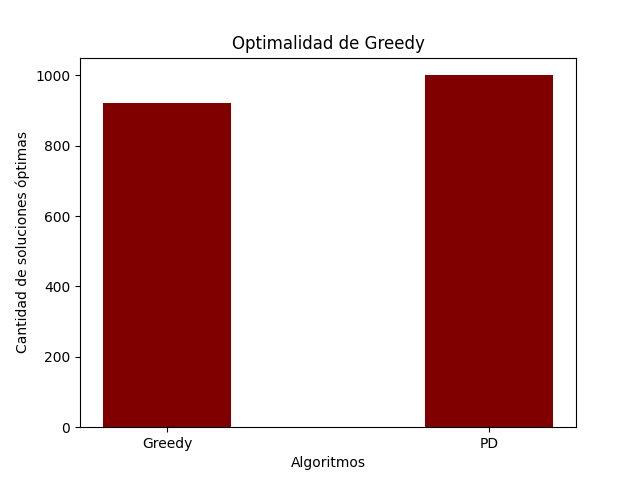 Optimalidad de Greedy
Cantidad de soluciones óptimas
1000
800
600
400
200
0
Greedy
PD
Algoritmos